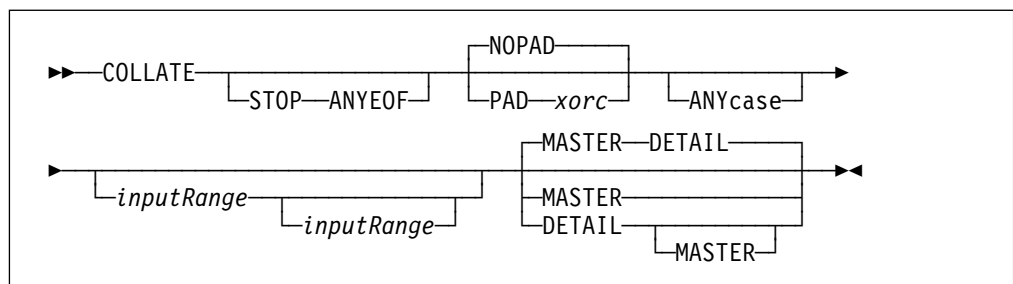 NOPAD
COLLATE STOP ANYEOF PAD xorc ANYcase
MASTER DETAIL
inputRange inputRange MASTER
DETAIL MASTER